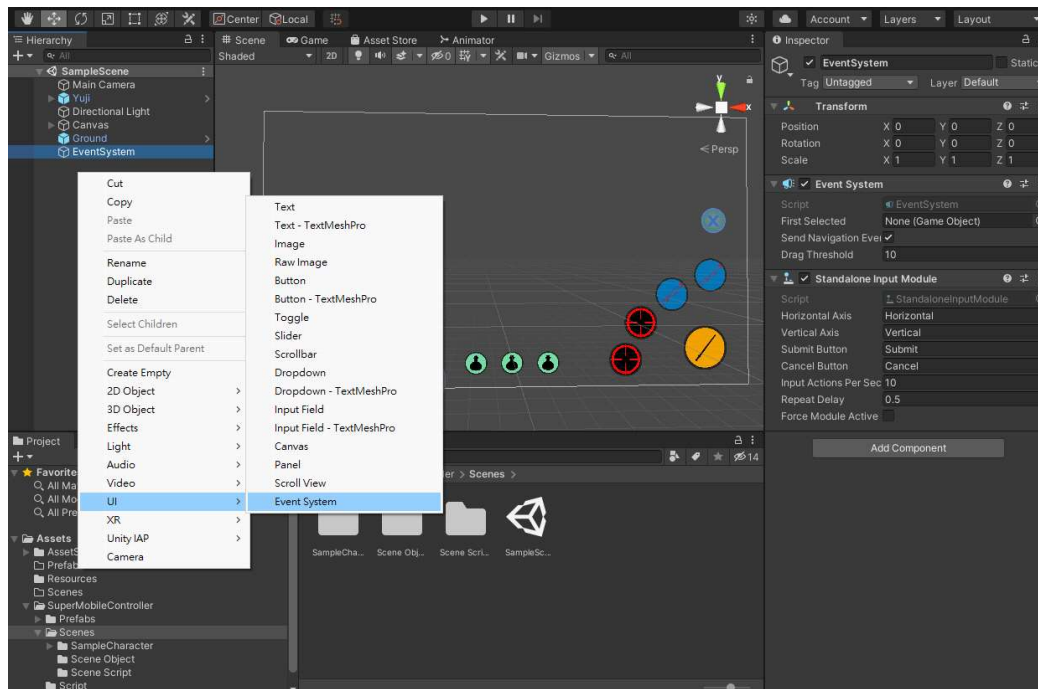 Center Local
Account Layers Layout
Hierarchy
All
SampleScene
Main Camera
Yuji
Directional Light
Canvas
Ground
EventSystem
Scene Game Asset Store Animator
Shaded 2D 0 Gizmos All
y
x
Persp
Cut
Copy
Paste
Paste As Child
Rename
Duplicate
Delete
Select Children
Set as Default Parent
Create Empty
2D Object
3D Object
Effects
Light
Audio
Video
UI
XR
Unity IAP
Camera
Text
Text - TextMeshPro
Image
Raw Image
Button
Button - TextMeshPro
Toggle
Slider
Scrollbar
Dropdown
Dropdown - TextMeshPro
Input Field
Input Field - TextMeshPro
Canvas
Panel
Scroll View
Event System
Inspector
EventSystem Static
Tag Untagged Layer Default
Transform
Position X 0 Y 0 Z 0
Rotation X 0 Y 0 Z 0
Scale X 1 Y 1 Z 1
Event System
Script EventSystem
First Selected None (Game Object)
Send Navigation Eve
Drag Threshold 10
Standalone Input Module
Script StandaloneInputModule
Horizontal Axis Horizontal
Vertical Axis Vertical
Submit Button Submit
Cancel Button Cancel
Input Actions Per Sec 10
Repeat Delay 0.5
Force Module Active
Add Component
Project
14
Favorite
All Ma
All Mo
All Pre
Assets
AssetS
Prefab
Resources
Scenes
SuperMobileController
Prefabs
Scenes
SampleCharacter
Scene Object
Scene Script
Script
er > Scenes >
SampleCha... Scene Obj... Scene Scri... SampleSc...